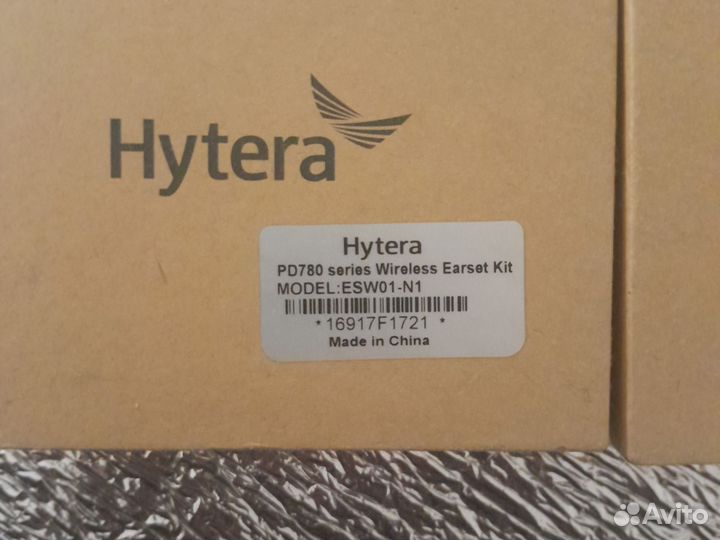 Hytera
Hytera
PD780 series Wireless Earset Kit
MODEL:ESW01-N1
*16917F1721 *
Made in China
Avito